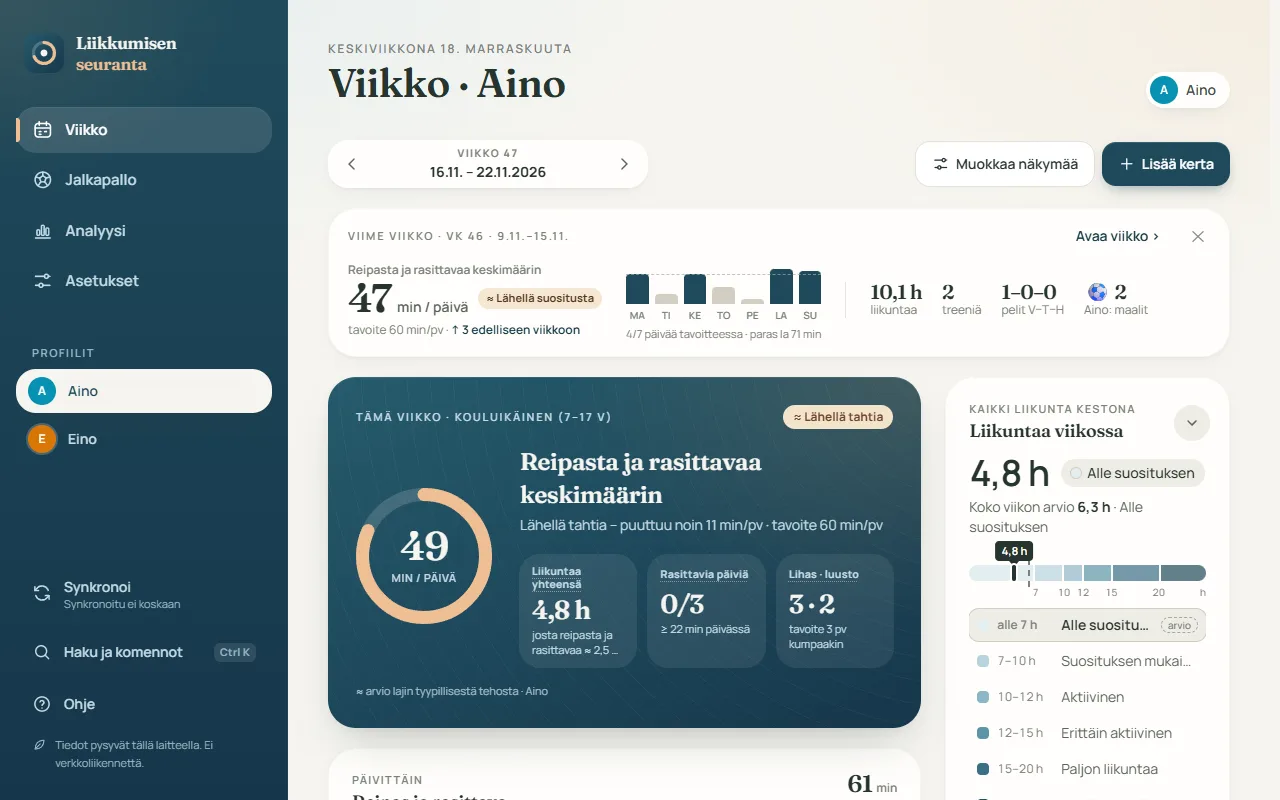 Liikkumisen
seuranta
Viikko
Jalkapallo
Analyysi
Asetukset
PROFIILIT
A Aino
E Eino
Synkronoi
Synkronoitu ei koskaan
Haku ja komennot Ctrl K
Ohje
Tiedot pysyvät tällä laitteella. Ei
verkkoliikennettä.
KESKIVIIKKONA 18. MARRASKUUTA
Viikko · Aino
A Aino
VIIKKO 47
16.11. – 22.11.2026
Muokkaa näkymää
+ Lisää kerta
VIIME VIIKKO · VK 46 · 9.11.–15.11.
Avaa viikko ›
Reipasta ja rasittavaa keskimäärin
47 min / päivä
≈ Lähellä suositusta
tavoite 60 min/pv · ↑ 3 edelliseen viikkoon
MA TI KE TO PE LA SU
4/7 päivää tavoitteessa · paras la 71 min
10,1 h
liikuntaa
2
treeniä
1–0–0
pelit V–T–H
⚽ 2
Aino: maalit
TÄMÄ VIIKKO · KOULUIKÄINEN (7–17 V)
≈ Lähellä tahtia
49
MIN / PÄIVÄ
Reipasta ja rasittavaa
keskimäärin
Lähellä tahtia – puuttuu noin 11 min/pv · tavoite 60 min/pv
Liikuntaa
yhteensä
4,8 h
josta reipasta ja
rasittavaa ≈ 2,5 …
Rasittavia päiviä
0/3
≥ 22 min päivässä
Lihas · luusto
3 · 2
tavoite 3 pv
kumpaakin
≈ arvio lajin tyypillisestä tehosta · Aino
PÄIVITTÄIN
61 min
KAIKKI LIIKUNTA KESTONA
Liikuntaa viikossa
4,8 h
Alle suosituksen
Koko viikon arvio 6,3 h · Alle
suosituksen
4,8 h
7 10 12 15 20 h
alle 7 h Alle suositu… arvio
7–10 h Suosituksen mukai…
10–12 h Aktiivinen
12–15 h Erittäin aktiivinen
15–20 h Paljon liikuntaa